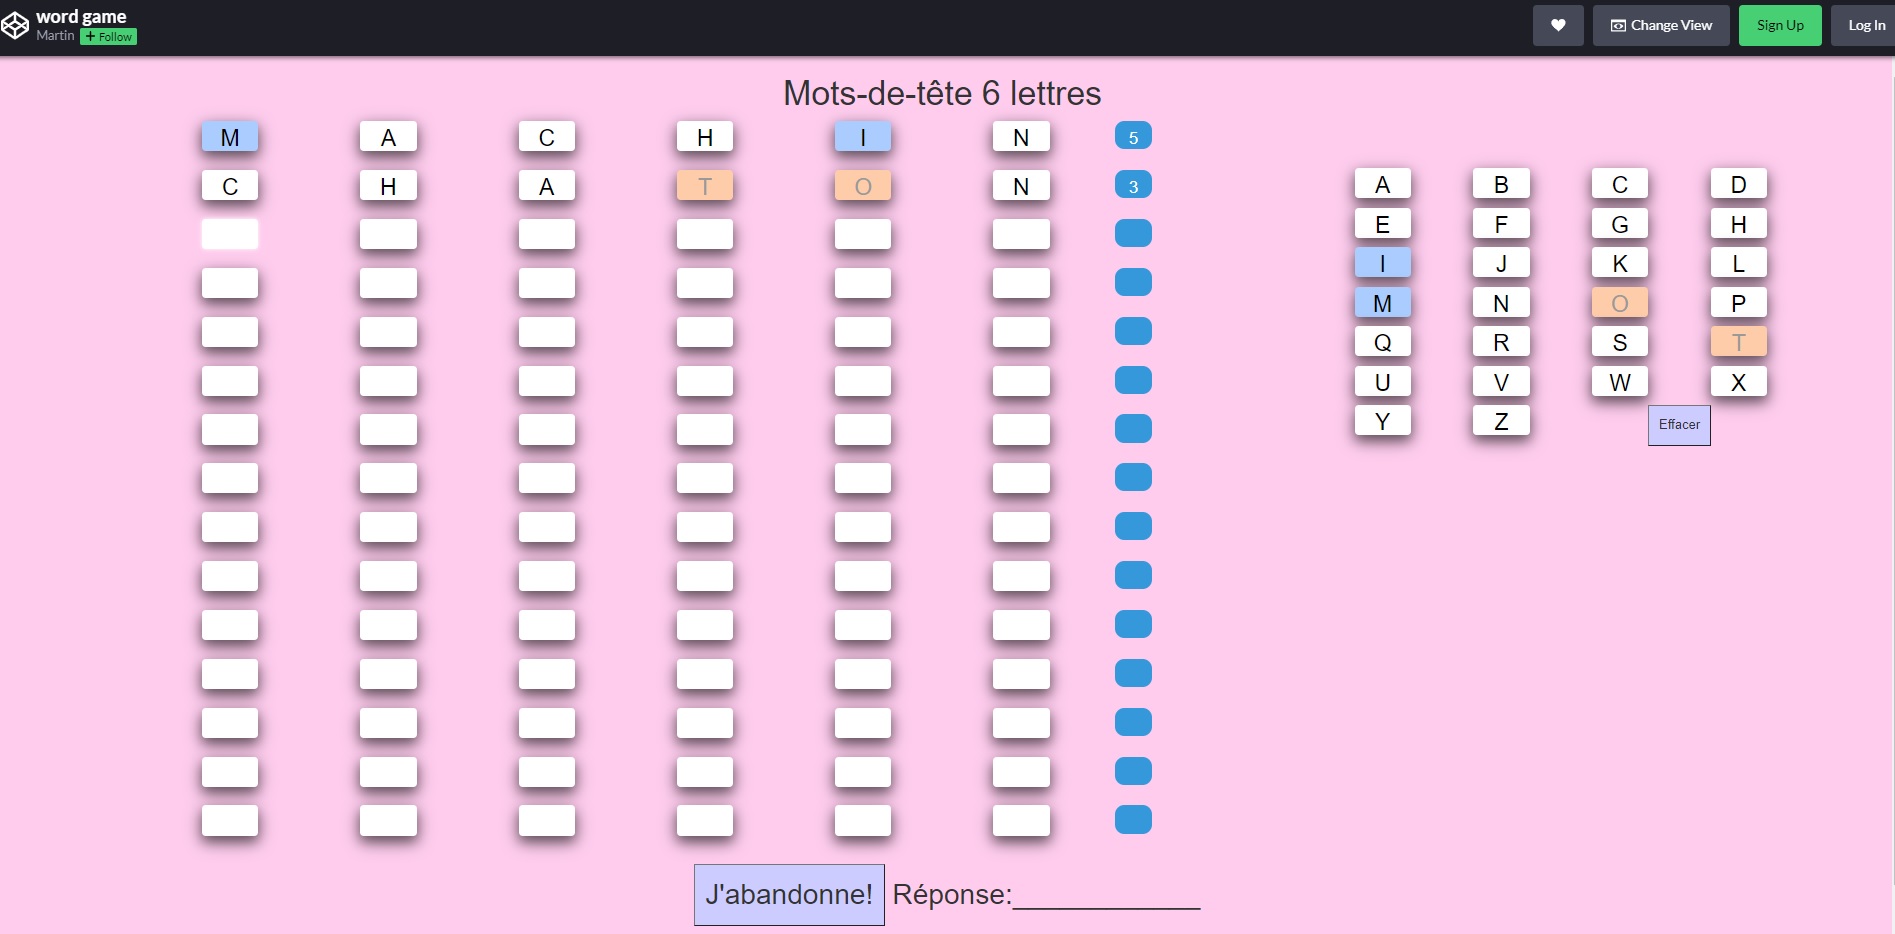 word game
Martin + Follow
Change View
Sign Up
Log In
Mots-de-tête 6 lettres
M A C H I N 5
C H A T O N 3
A B C D
E F G H
I J K L
M N O P
Q R S T
U V W X
Y Z
Effacer
J'abandonne! Réponse:____________